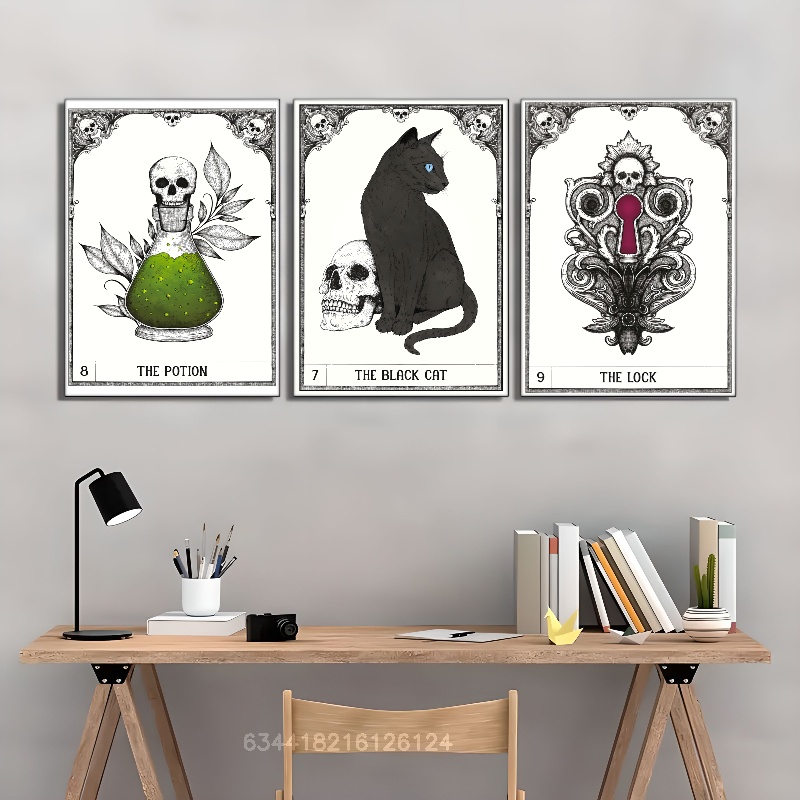 8 THE POTION
7 THE BLACK CAT
9 THE LOCK
634418216126124